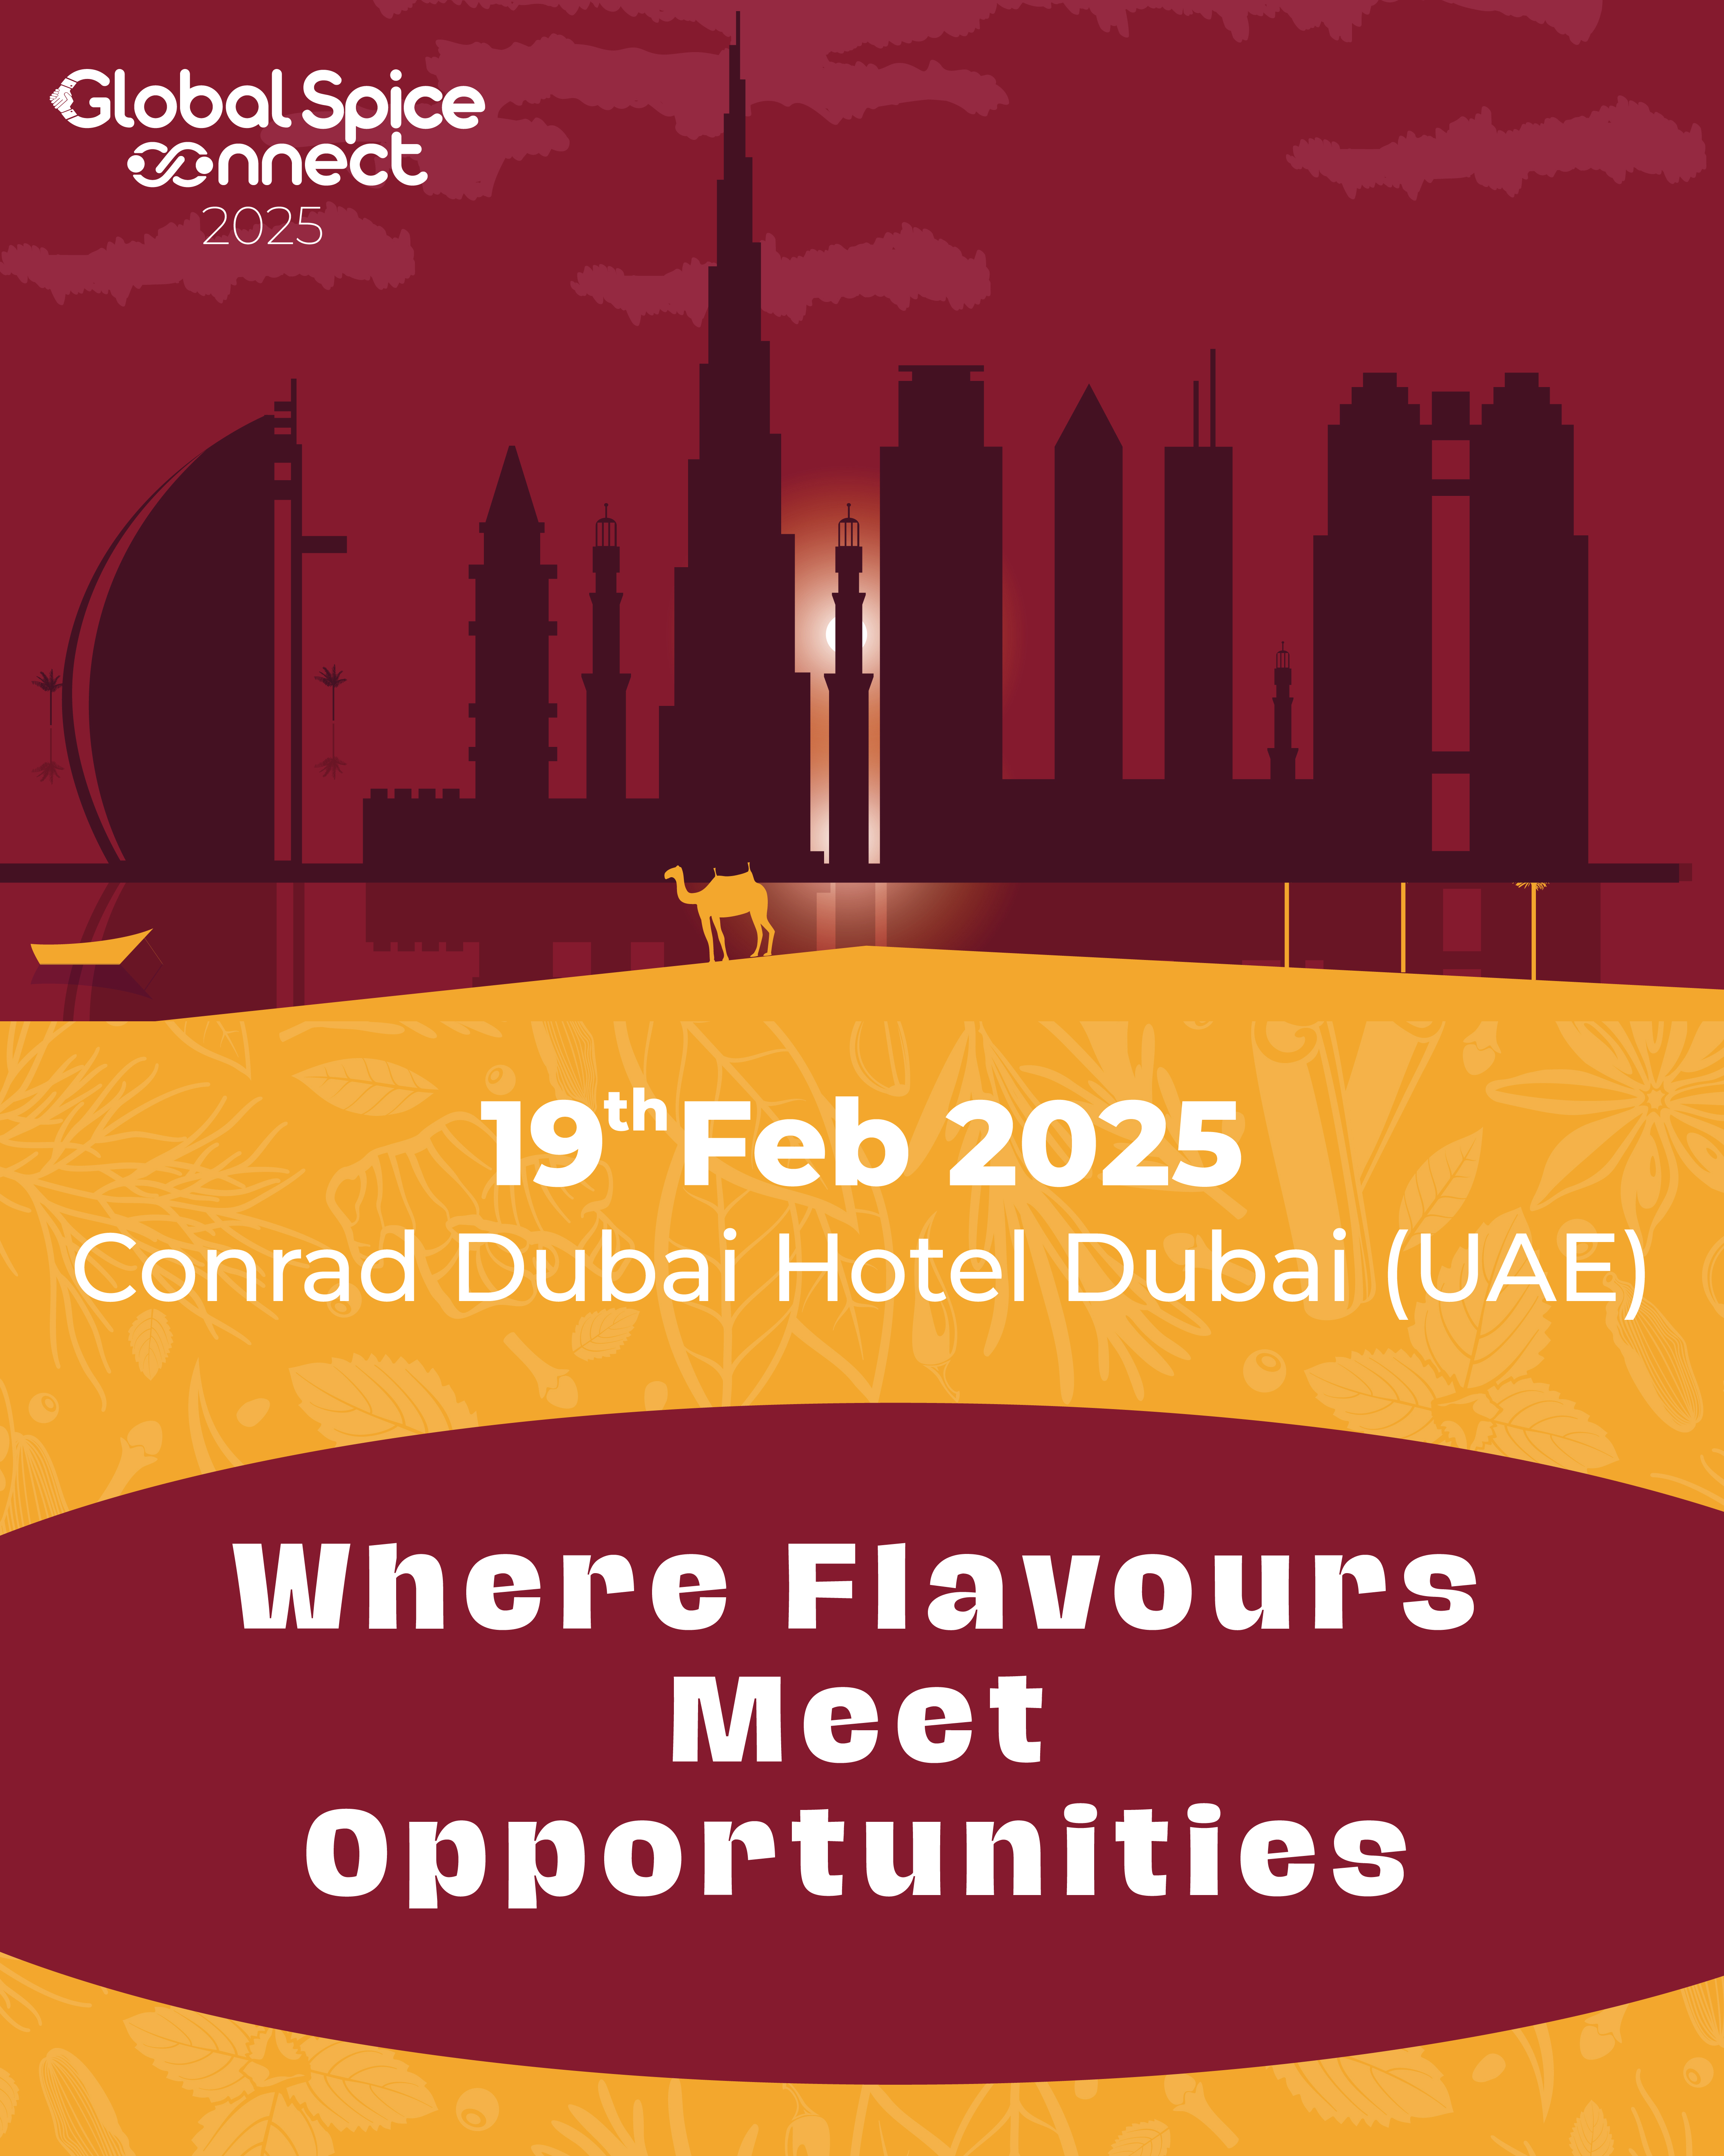 Global Spice
Connect
2025
19th Feb 2025
Conrad Dubai Hotel Dubai (UAE)
Where Flavours
Meet
Opportunities